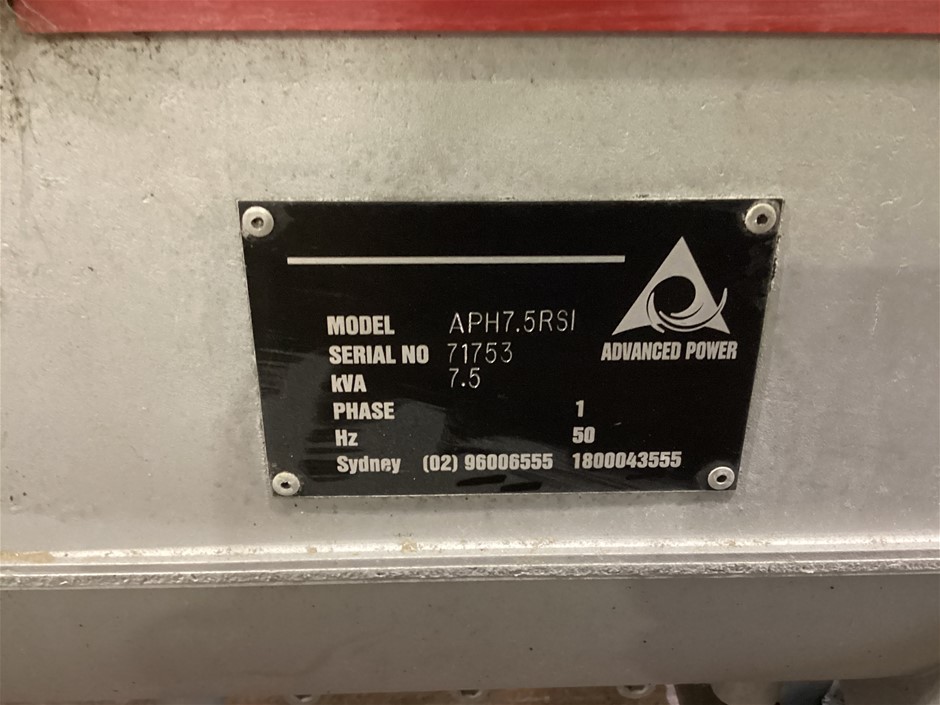 MODEL APH7.5RSI
SERIAL NO 71753
kVA 7.5
ADVANCED POWER
PHASE 1
Hz 50
Sydney (02) 96006555 1800043555